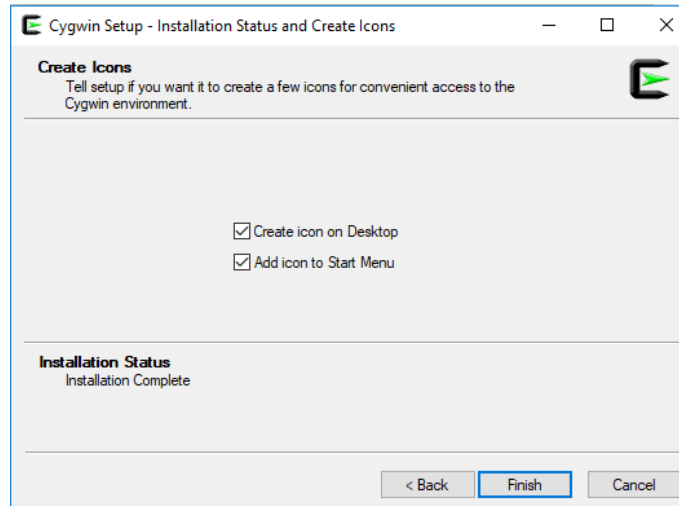 Cygwin Setup - Installation Status and Create Icons
Create Icons
Tell setup if you want it to create a few icons for convenient access to the
Cygwin environment.
Create icon on Desktop
Add icon to Start Menu
Installation Status
Installation Complete
< Back Finish Cancel